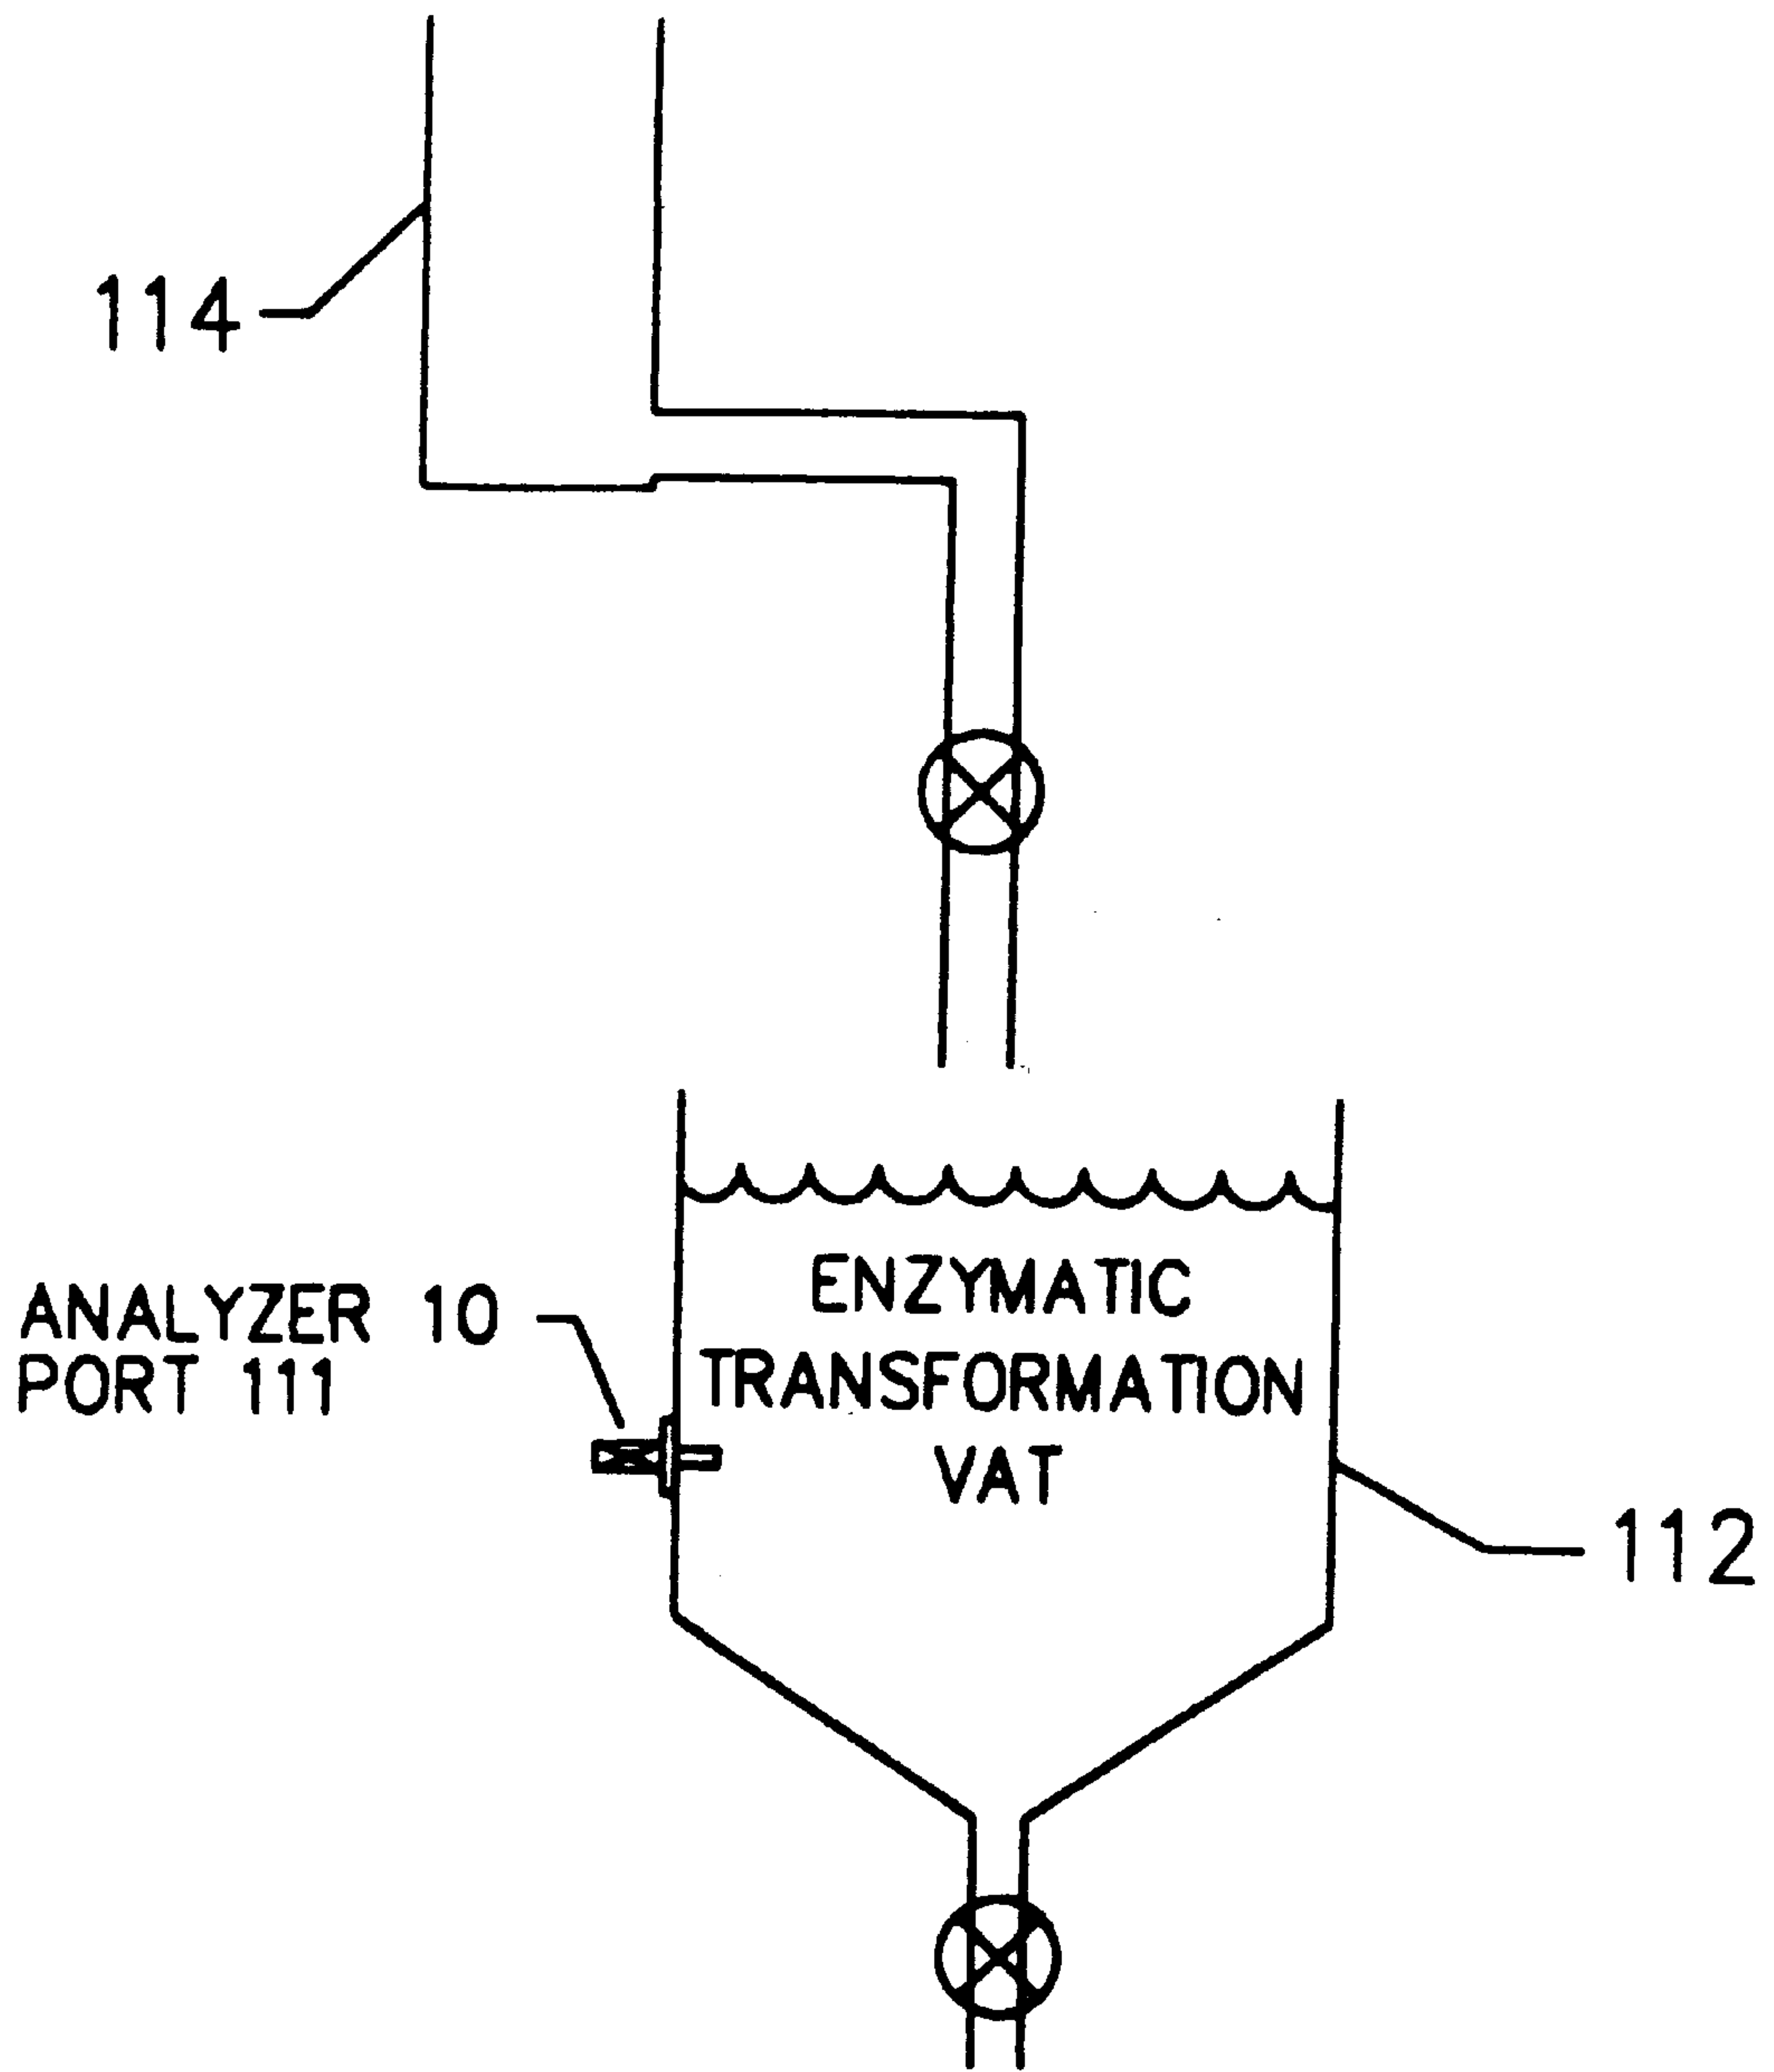 114
ENZYMATIC
TRANSFORMATION
VAT
ANALYZER 10
PORT 111
112